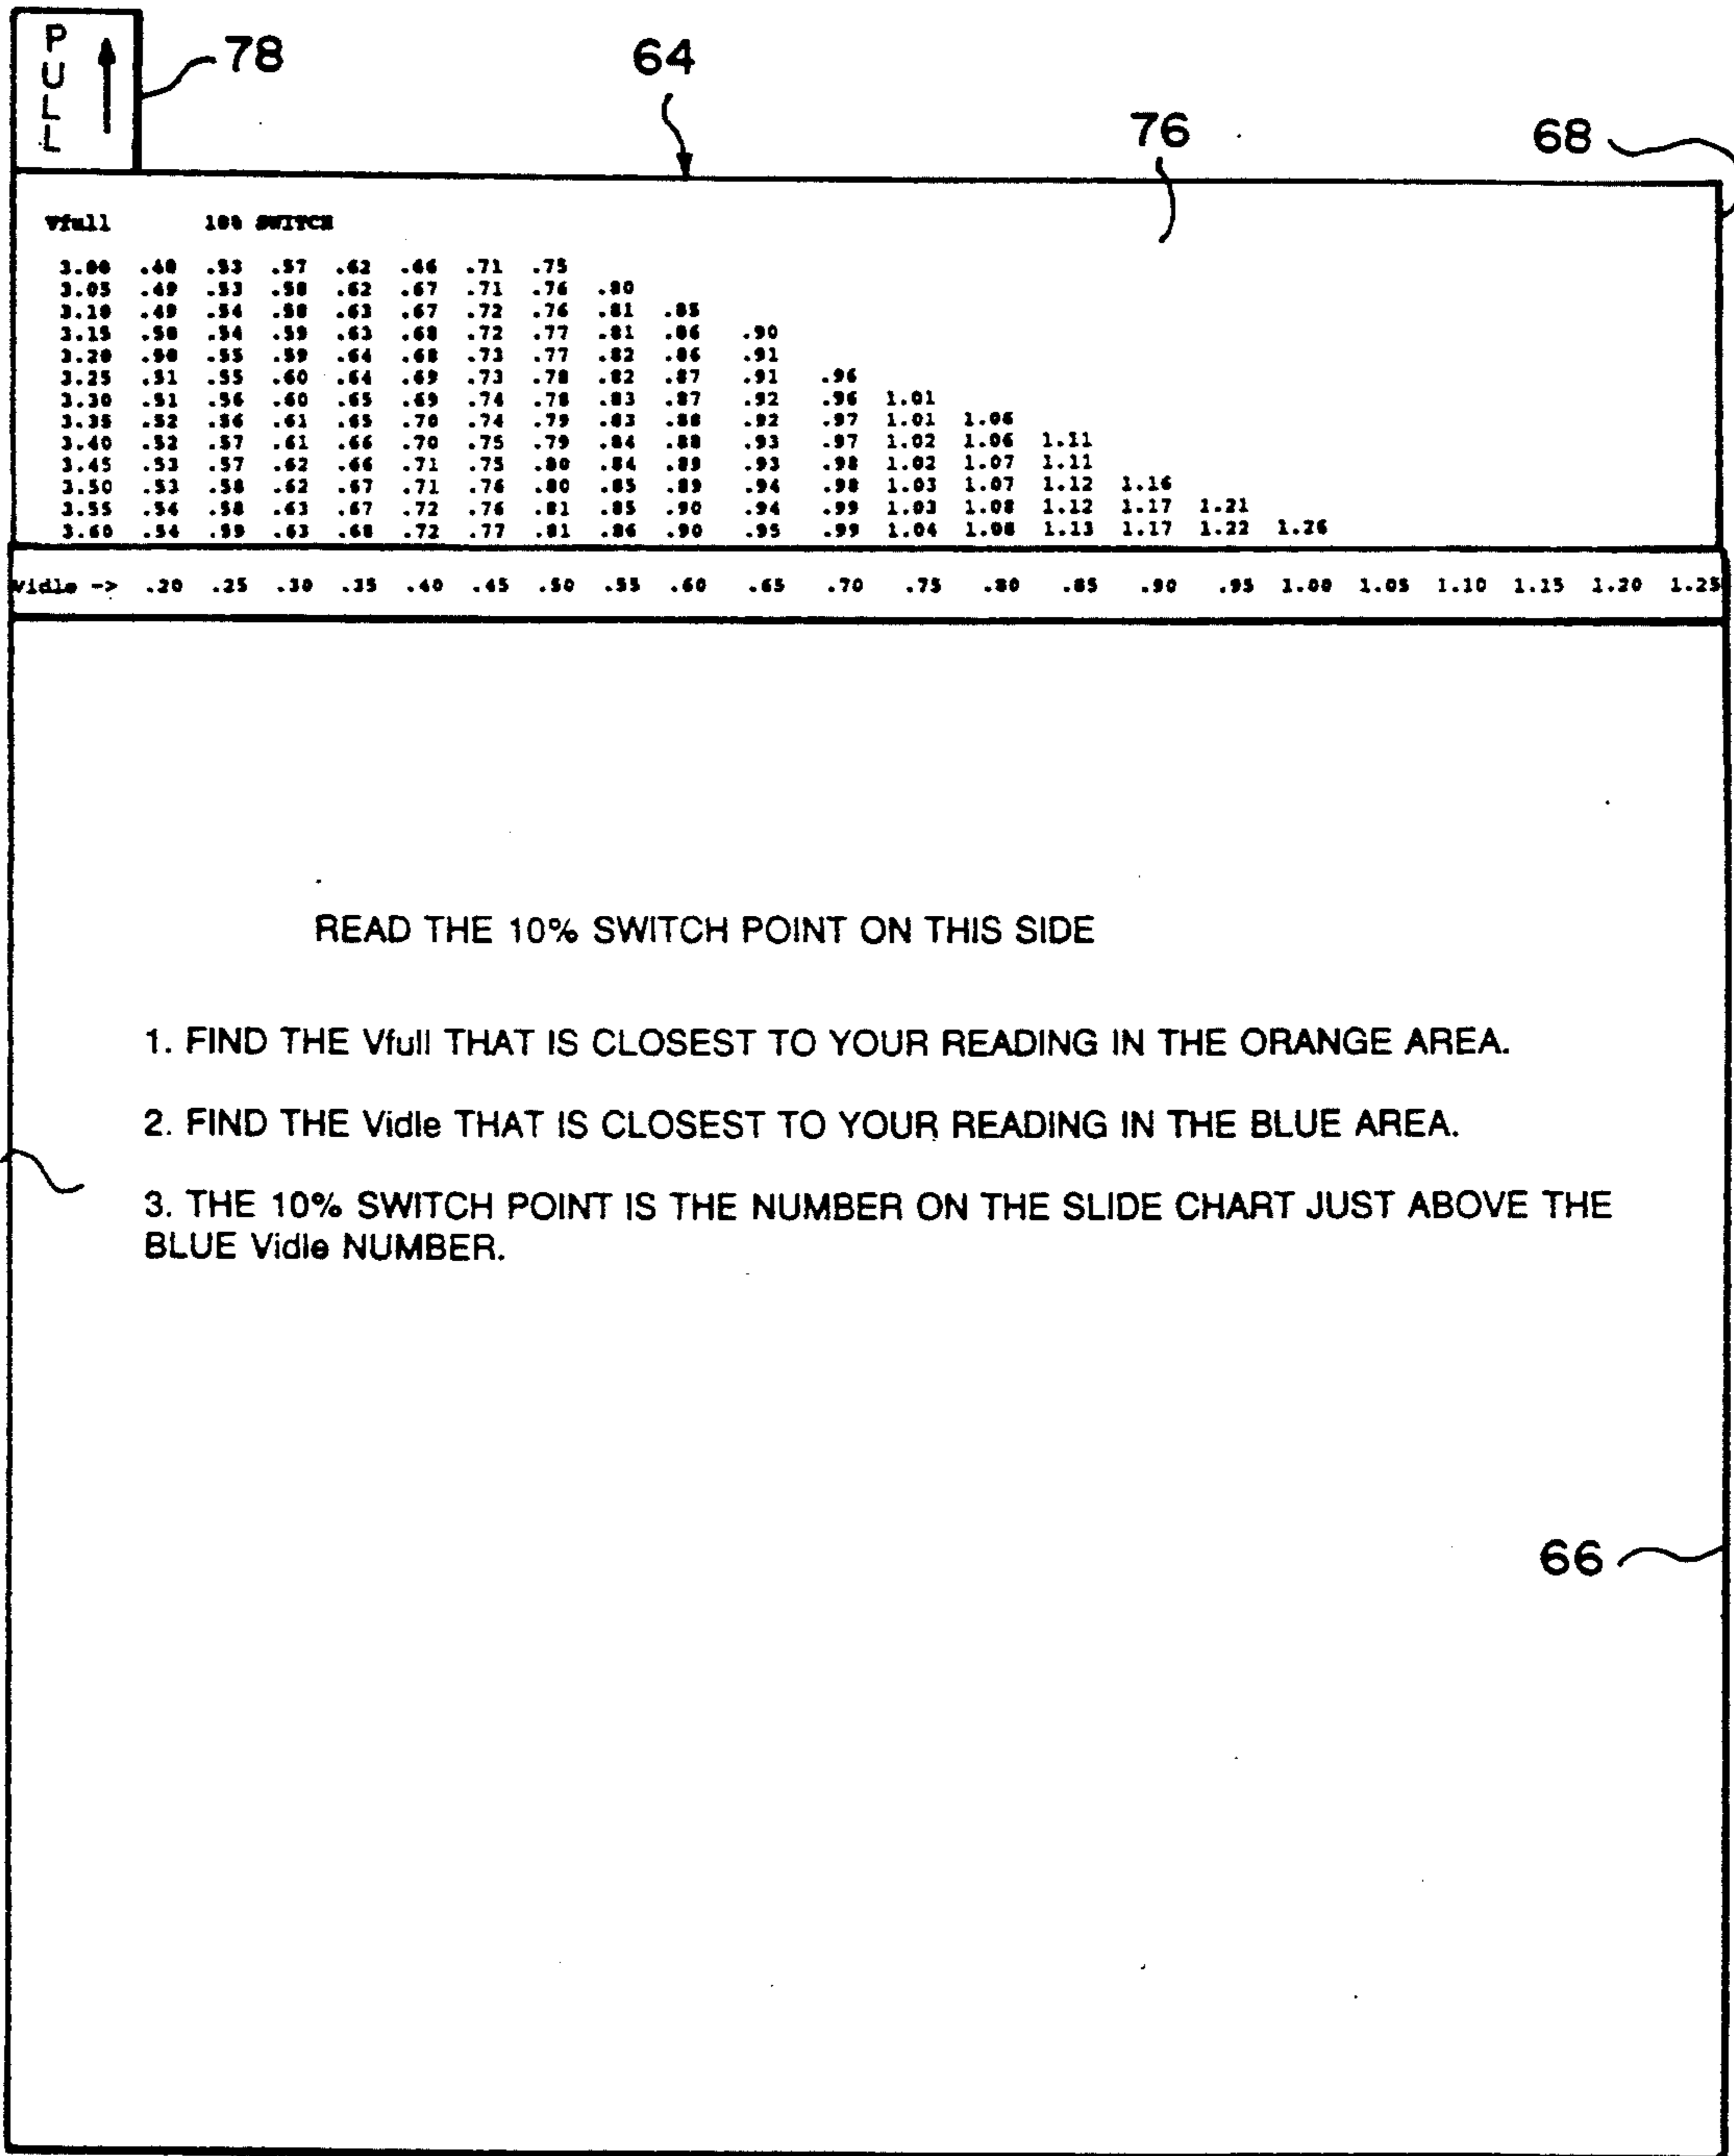 PULL
78
64
76
68
Vfull 10% SWITCH
3.00 .48 .53 .57 .62 .66 .71 .75
3.05 .49 .53 .58 .62 .67 .71 .76 .80
3.10 .49 .54 .58 .63 .67 .72 .76 .81 .85
3.15 .50 .54 .59 .63 .68 .72 .77 .81 .86 .90
3.20 .50 .55 .59 .64 .68 .73 .77 .82 .86 .91
3.25 .51 .55 .60 .64 .69 .73 .78 .82 .87 .91 .96
3.30 .51 .56 .60 .65 .69 .74 .78 .83 .87 .92 .96 1.01
3.35 .52 .56 .61 .65 .70 .74 .79 .83 .88 .92 .97 1.01 1.06
3.40 .52 .57 .61 .66 .70 .75 .79 .84 .88 .93 .97 1.02 1.06 1.11
3.45 .53 .57 .62 .66 .71 .75 .80 .84 .89 .93 .98 1.02 1.07 1.11
3.50 .53 .58 .62 .67 .71 .76 .80 .85 .89 .94 .98 1.03 1.07 1.12 1.16
3.55 .54 .58 .63 .67 .72 .76 .81 .85 .90 .94 .99 1.03 1.08 1.12 1.17 1.21
3.60 .54 .59 .63 .68 .72 .77 .81 .86 .90 .95 .99 1.04 1.08 1.13 1.17 1.22 1.26
Vidle -> .20 .25 .30 .35 .40 .45 .50 .55 .60 .65 .70 .75 .80 .85 .90 .95 1.00 1.05 1.10 1.15 1.20 1.25
READ THE 10% SWITCH POINT ON THIS SIDE
1. FIND THE Vfull THAT IS CLOSEST TO YOUR READING IN THE ORANGE AREA.
2. FIND THE Vidle THAT IS CLOSEST TO YOUR READING IN THE BLUE AREA.
3. THE 10% SWITCH POINT IS THE NUMBER ON THE SLIDE CHART JUST ABOVE THE
BLUE Vidle NUMBER.
66